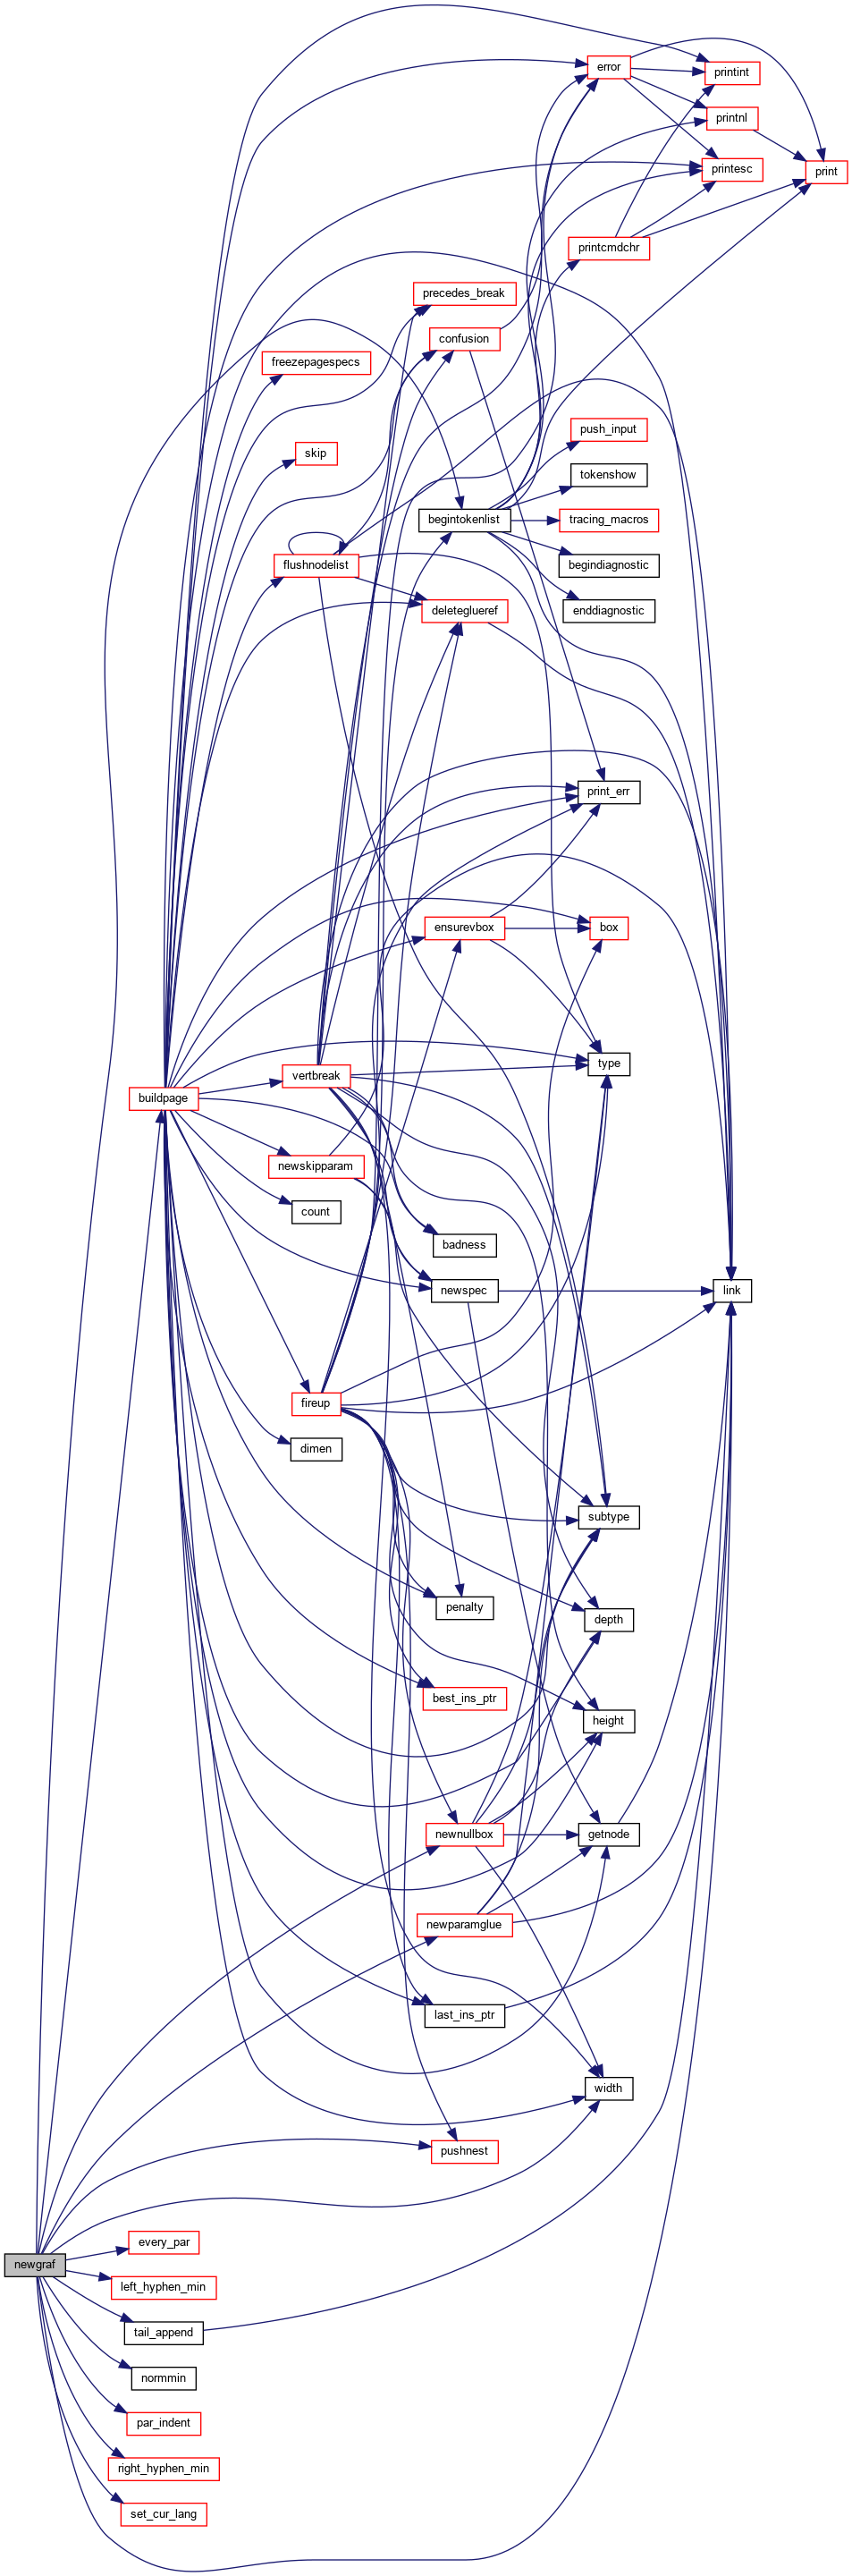 error
printint
printnl
printesc
print
printcmdchr
precedes_break
confusion
freezepagespecs
push_input
skip
tokenshow
begintokenlist
tracing_macros
flushnodelist
begindiagnostic
deleteglueref
enddiagnostic
print_err
ensurevbox
box
type
vertbreak
buildpage
newskipparam
count
badness
newspec
link
fireup
dimen
subtype
penalty
depth
best_ins_ptr
height
newnullbox
getnode
newparamglue
last_ins_ptr
width
pushnest
every_par
newgraf
left_hyphen_min
tail_append
normmin
par_indent
right_hyphen_min
set_cur_lang